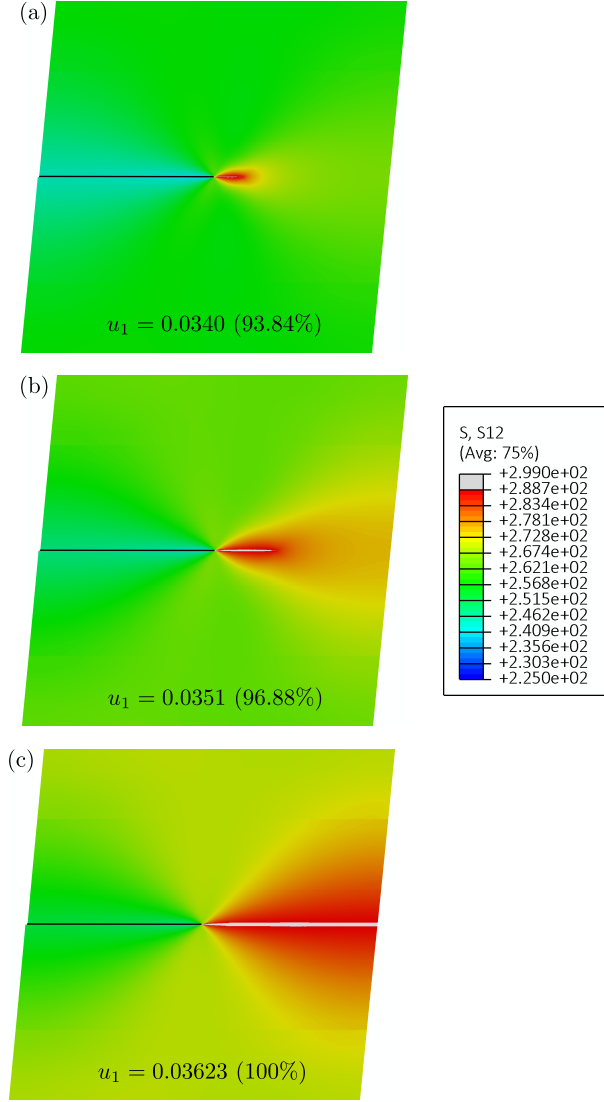 (a)
u₁ = 0.0340 (93.84%)
(b)
S, S12
(Avg: 75%)
+2.990e+02
+2.887e+02
+2.834e+02
+2.781e+02
+2.728e+02
+2.674e+02
+2.621e+02
+2.568e+02
+2.515e+02
+2.462e+02
+2.409e+02
+2.356e+02
+2.303e+02
+2.250e+02
u₁ = 0.0351 (96.88%)
(c)
u₁ = 0.03623 (100%)